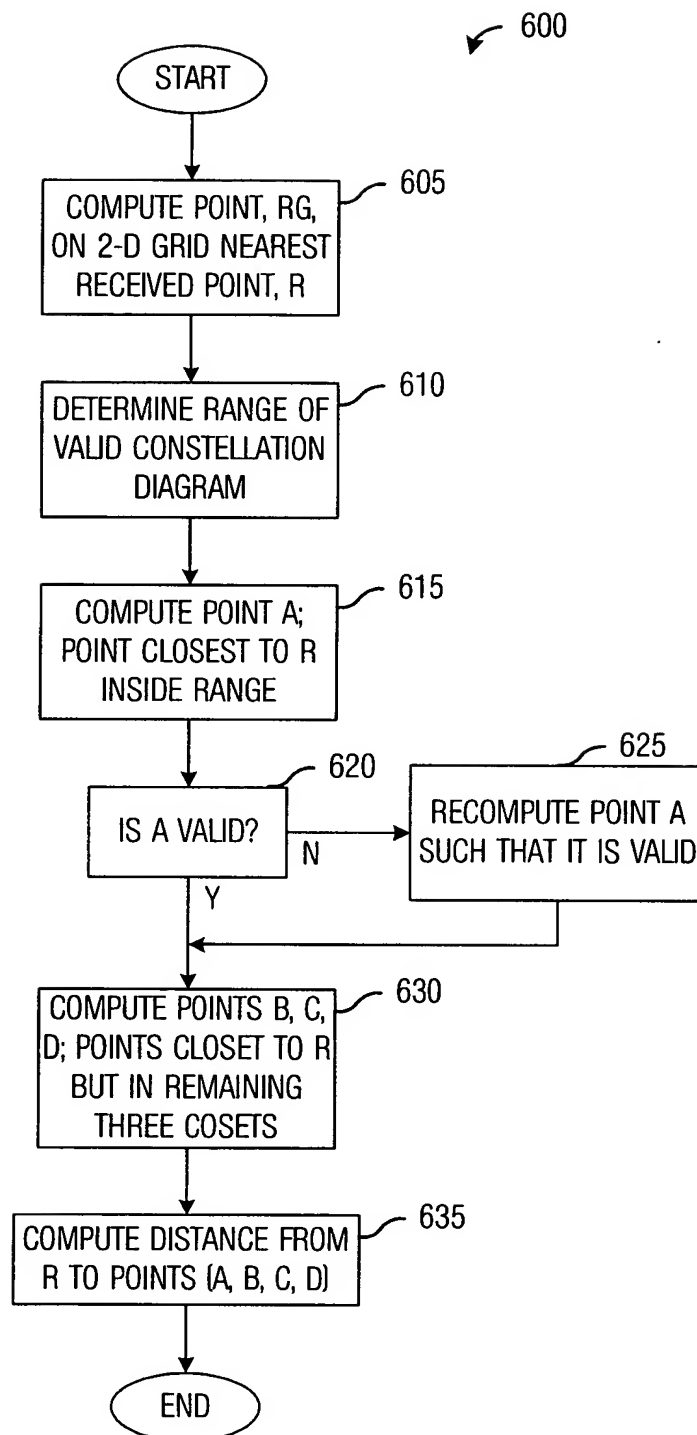 600
START
605
COMPUTE POINT, RG,
ON 2-D GRID NEAREST
RECEIVED POINT, R
610
DETERMINE RANGE OF
VALID CONSTELLATION
DIAGRAM
615
COMPUTE POINT A;
POINT CLOSEST TO R
INSIDE RANGE
620
IS A VALID?
N
Y
625
RECOMPUTE POINT A
SUCH THAT IT IS VALID
630
COMPUTE POINTS B, C,
D; POINTS CLOSET TO R
BUT IN REMAINING
THREE COSETS
635
COMPUTE DISTANCE FROM
R TO POINTS (A, B, C, D)
END